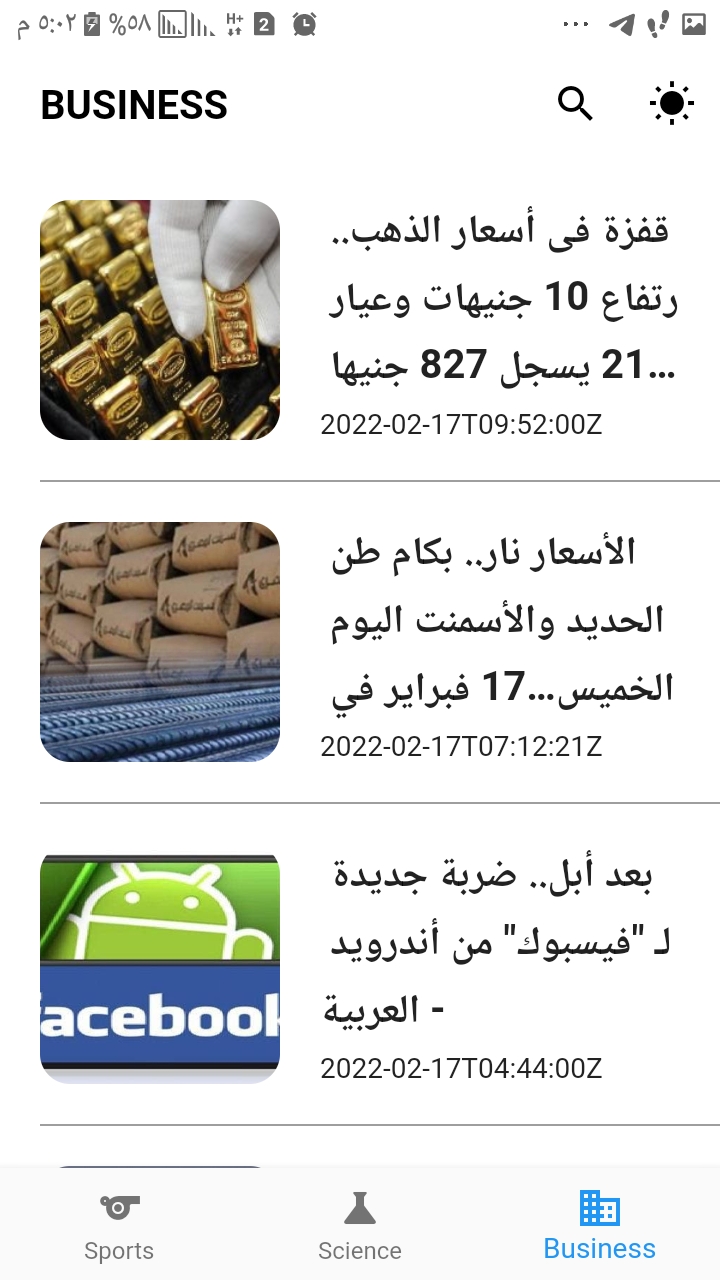 ٥:٠٢ م
%٥٨
H+
2
BUSINESS
قفزة فى أسعار الذهب..
رتفاع 10 جنيهات وعيار
21 يسجل 827 جنيها...
2022-02-17T09:52:00Z
الأسعار نار.. بكام طن
الحديد والأسمنت اليوم
الخميس...17 فبراير في
2022-02-17T07:12:21Z
بعد أبل.. ضربة جديدة
لـ "فيسبوك" من أندرويد
- العربية
acebook
2022-02-17T04:44:00Z
Sports
Science
Business